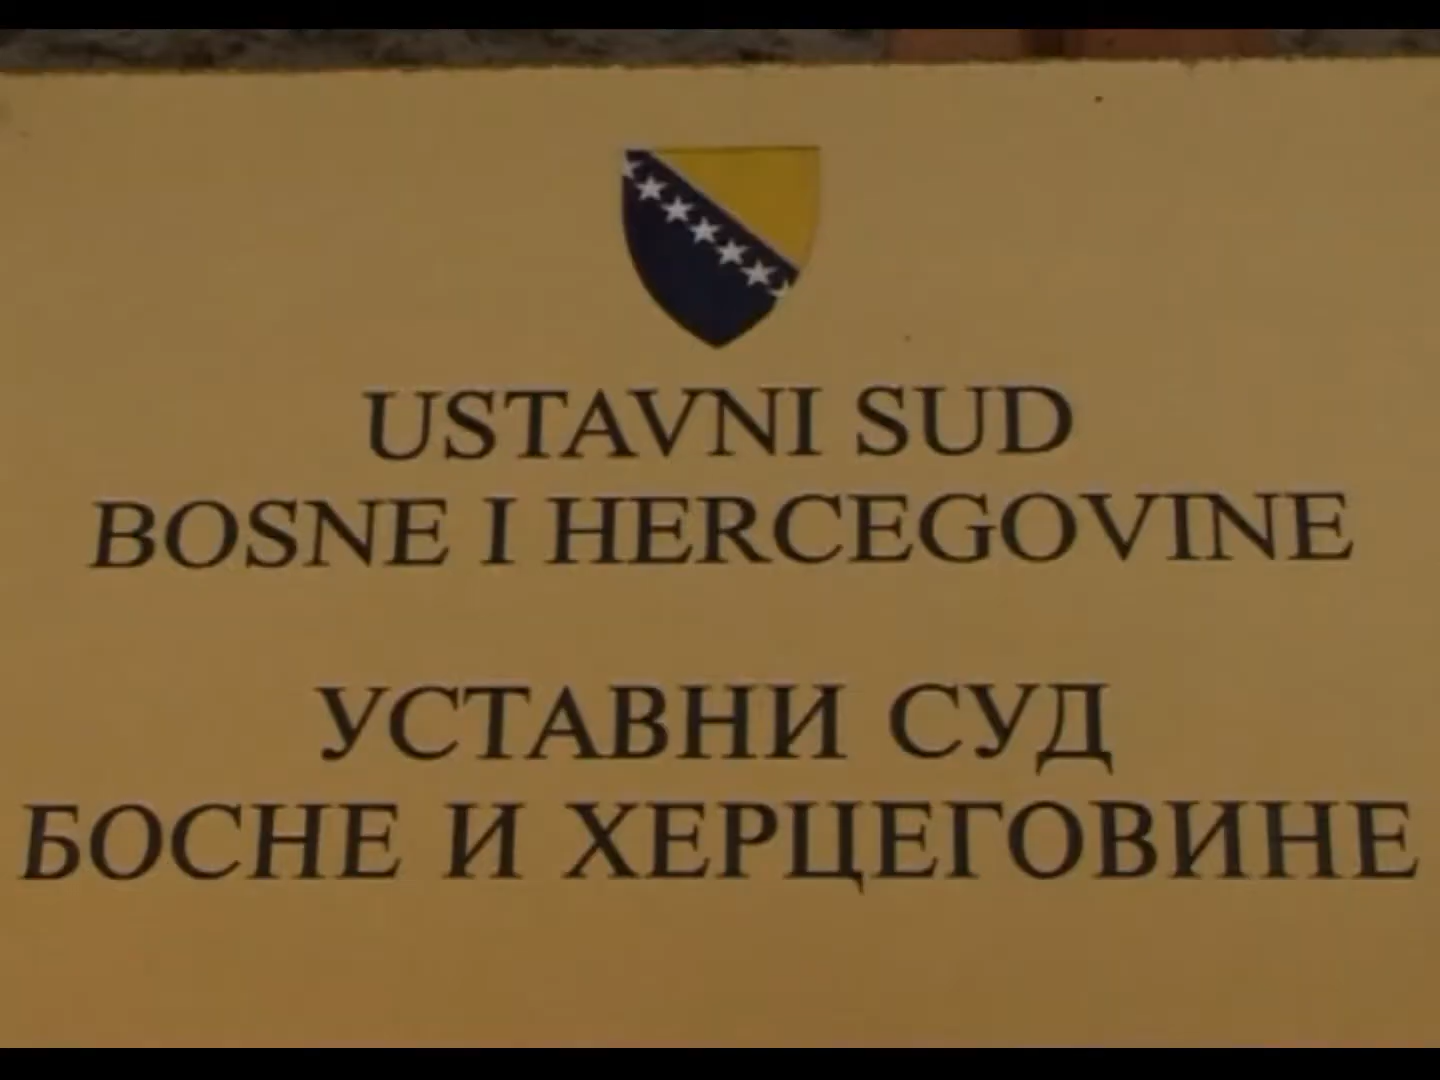 USTAVNI SUD
BOSNE I HERCEGOVINE
УСТАВНИ СУД
БОСНЕ И ХЕРЦЕГОВИНЕ